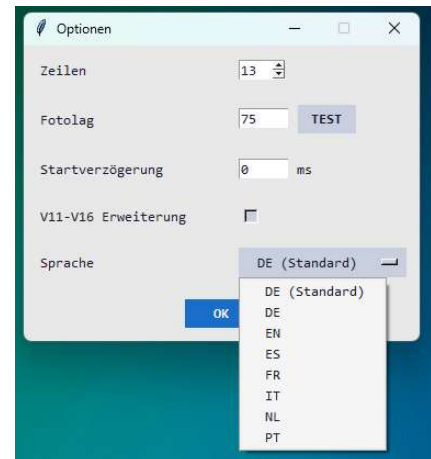 Optionen
Zeilen 13
Fotolag 75 TEST
Startverzögerung 0 ms
V11-V16 Erweiterung
Sprache DE (Standard)
DE (Standard)
DE
OK
EN
ES
FR
IT
NL
PT